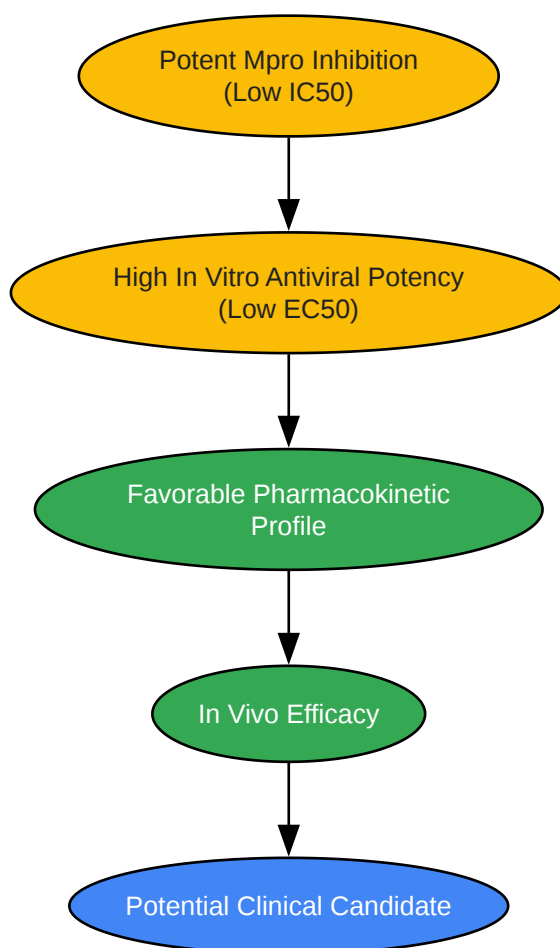 Potent Mpro Inhibition
(Low IC50)
High In Vitro Antiviral Potency
(Low EC50)
Favorable Pharmacokinetic
Profile
In Vivo Efficacy
Potential Clinical Candidate